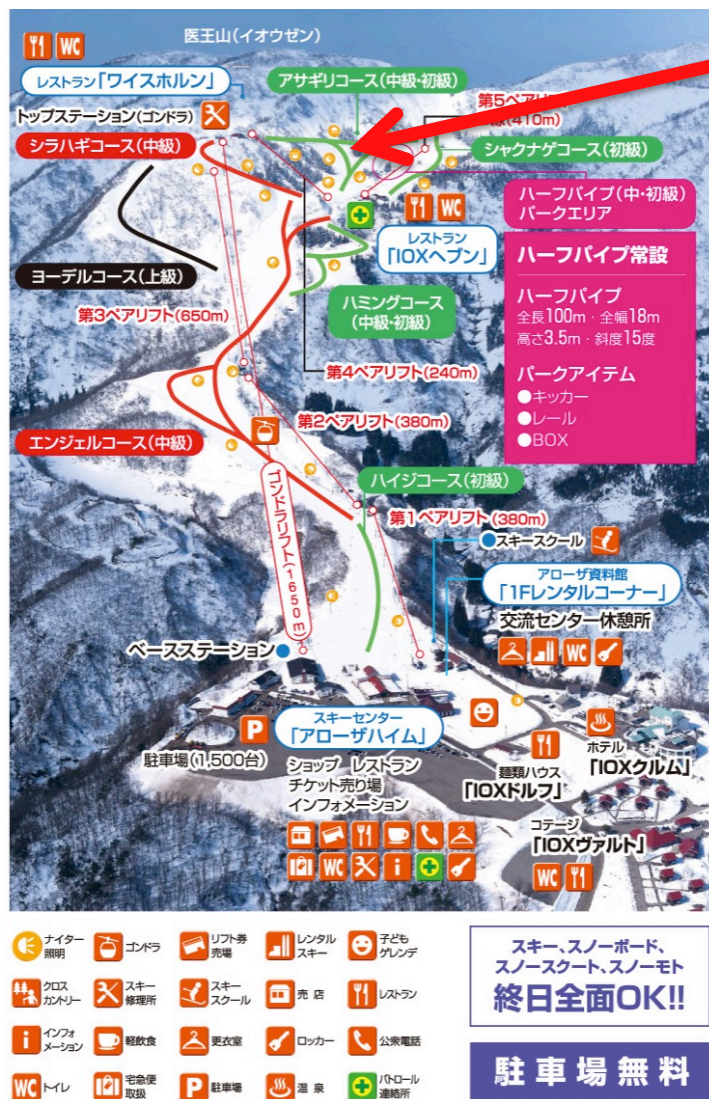 医王山(イオウゼン)
WC
レストラン「ワイスホルン」
アサギリコース(中級・初級)
トップステーション(ゴンドラ)
第5ペアリフト
(410m)
シラハギコース(中級)
シャクナゲコース(初級)
ハーフパイプ(中・初級)
パークエリア
WC
レストラン
「IOXヘブン」
ハーフパイプ常設
ハーフパイプ
全長100m・全幅18m
高さ3.5m・斜度15度
パークアイテム
●キッカー
●レール
●BOX
ヨーデルコース(上級)
ハミングコース
(中級・初級)
第3ペアリフト(650m)
第4ペアリフト(240m)
第2ペアリフト(380m)
エンジェルコース(中級)
ハイジコース(初級)
ゴンドラリフト(1650m)
第1ペアリフト(380m)
スキースクール
アローザ資料館
「1Fレンタルコーナー」
交流センター休憩所
WC
ベースステーション
P
駐車場(1,500台)
スキーセンター
「アローザハイム」
ショップ レストラン
チケット売り場
インフォメーション
WC i
麺類ハウス
「IOXドルフ」
ホテル
「IOXクルム」
コテージ
「IOXヴァルト」
WC
ナイター照明
ゴンドラ
リフト券売場
レンタルスキー
子どもゲレンデ
クロスカントリー
スキー修理所
スキースクール
売店
レストラン
i インフォメーション
軽飲食
更衣室
ロッカー
公衆電話
WC トイレ
宅急便取扱
P 駐車場
温泉
パトロール連絡所
スキー、スノーボード、
スノースクート、スノーモト
終日全面OK!!
駐車場無料